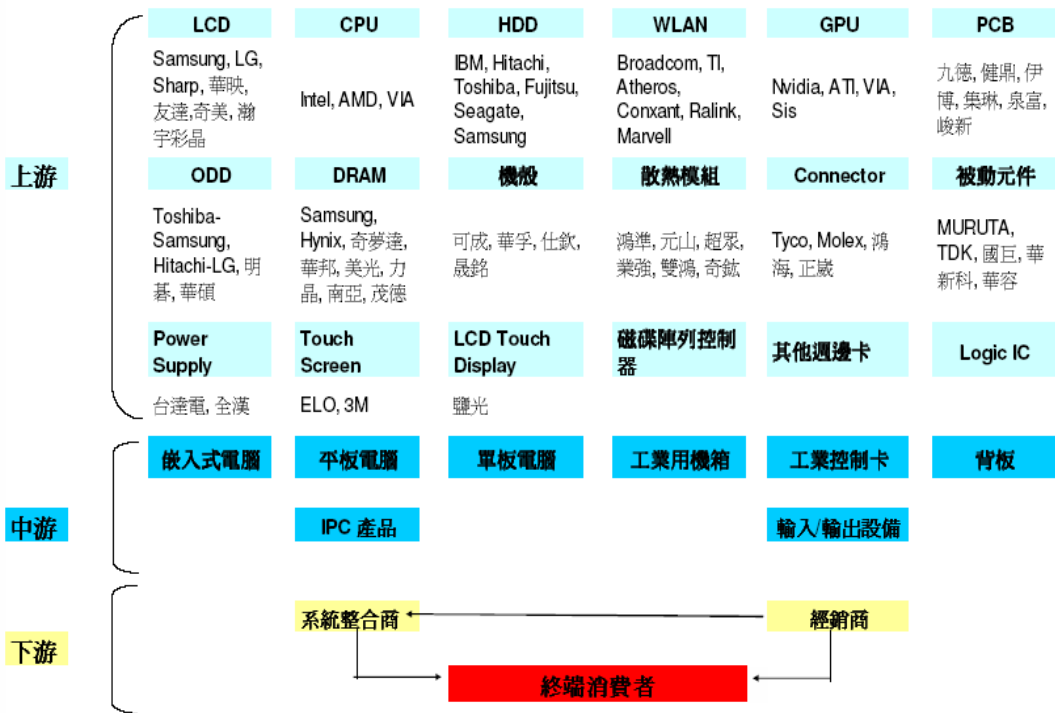 LCD CPU HDD WLAN GPU PCB
Samsung, LG,
Sharp, 華映,
友達,奇美, 瀚
宇彩晶
Intel, AMD, VIA
IBM, Hitachi,
Toshiba, Fujitsu,
Seagate,
Samsung
Broadcom, TI,
Atheros,
Conxant, Ralink,
Marvell
Nvidia, ATI, VIA,
Sis
九德, 健鼎, 伊
博, 集琳, 泉富,
峻新
上游
ODD DRAM 機殼 散熱模組 Connector 被動元件
Toshiba-
Samsung,
Hitachi-LG, 明
碁, 華碩
Samsung,
Hynix, 奇夢達,
華邦, 美光, 力
晶, 南亞, 茂德
可成, 華孚, 仕欽,
晟銘
鴻準, 元山, 超眾,
業強, 雙鴻, 奇鋐
Tyco, Molex, 鴻
海, 正崴
MURUTA,
TDK, 國巨, 華
新科, 華容
Power
Supply
Touch
Screen
LCD Touch
Display
磁碟陣列控制
器
其他週邊卡
Logic IC
台達電, 全漢
ELO, 3M
鹽光
中游
嵌入式電腦 平板電腦 單板電腦 工業用機箱 工業控制卡 背板
IPC 產品 輸入/輸出設備
下游
系統整合商 經銷商
終端消費者